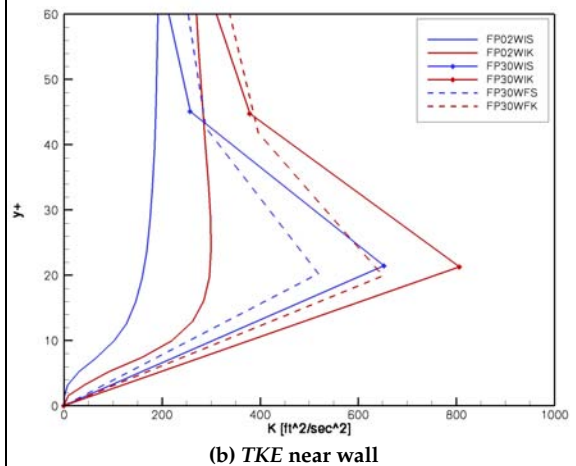 60
50
40
30
20
10
0
y+
0
200
400
600
800
1000
K [ft^2/sec^2]
FP02WIS
FP02WIK
FP30WIS
FP30WIK
FP30WFS
FP30WFK
(b) TKE near wall